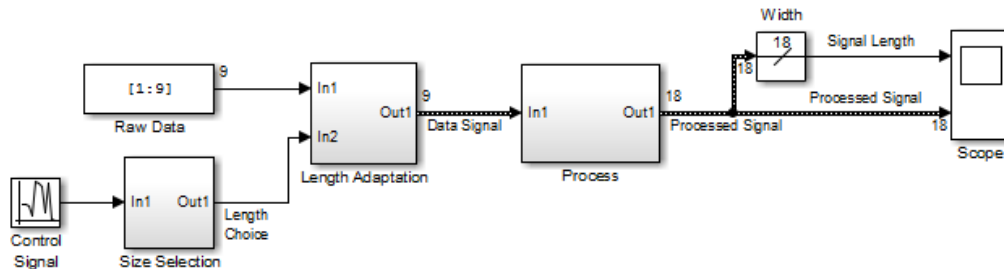 Width
18
Signal Length
18
9
[1:9]
Raw Data
In1
In2
Out1
Length Adaptation
9
Data Signal
In1
Out1
Process
18
Processed Signal
Processed Signal
18
Scope
Control
Signal
In1
Out1
Size Selection
Length
Choice